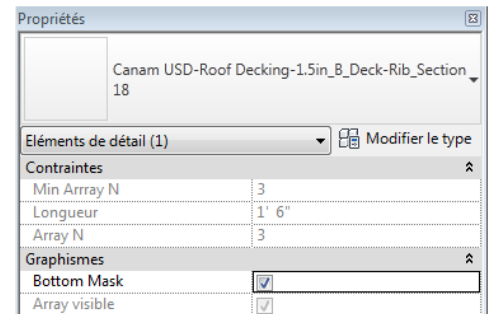 Propriétés
Canam USD-Roof Decking-1.5in_B_Deck-Rib_Section
18
Eléments de détail (1)  Modifier le type
Contraintes
Min Arrray N  3
Longueur  1' 6"
Array N  3
Graphismes
Bottom Mask
Array visible